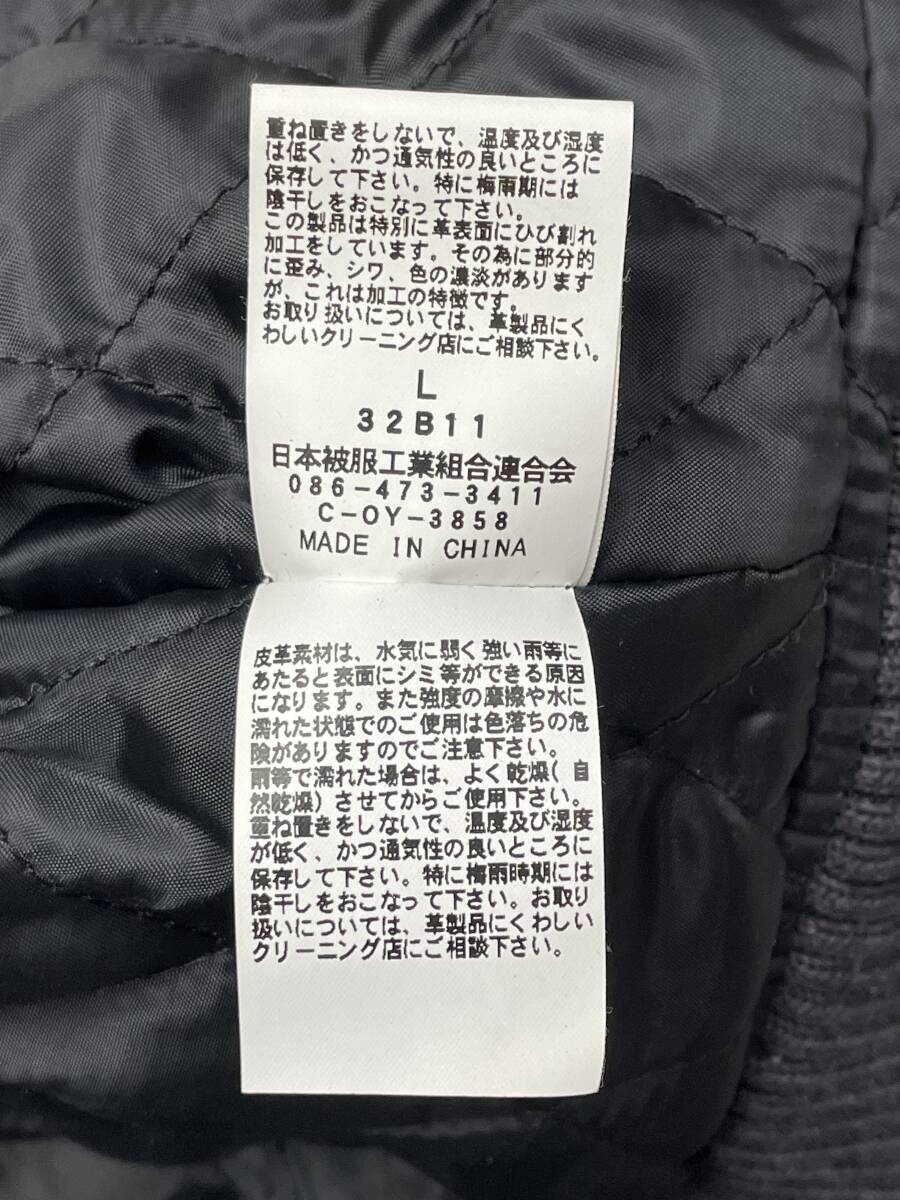 重ね置きをしないで、温度及び湿度
は低く、かつ通気性の良いところに
保存して下さい。特に梅雨期には
陰干しをおこなって下さい。
この製品は特別に革表面にひび割れ
加工をしています。その為に部分的
に歪み、シワ、色の濃淡があります
が、これは加工の特徴です。
お取り扱いについては、革製品にく
わしいクリーニング店にご相談下さい。
L
32B11
日本被服工業組合連合会
086-473-3411
C-OY-3858
MADE IN CHINA
皮革素材は、水気に弱く強い雨等に
あたると表面にシミ等ができる原因
になります。また強度の摩擦や水に
濡れた状態でのご使用は色落ちの危
険がありますのでご注意下さい。
雨等で濡れた場合は、よく乾燥(自
然乾燥)させてからご使用下さい。
重ね置きをしないで、温度及び湿度
が低く、かつ通気性の良いところに
保存して下さい。特に梅雨時期には
陰干しをおこなって下さい。お取り
扱いについては、革製品にくわしい
クリーニング店にご相談下さい。